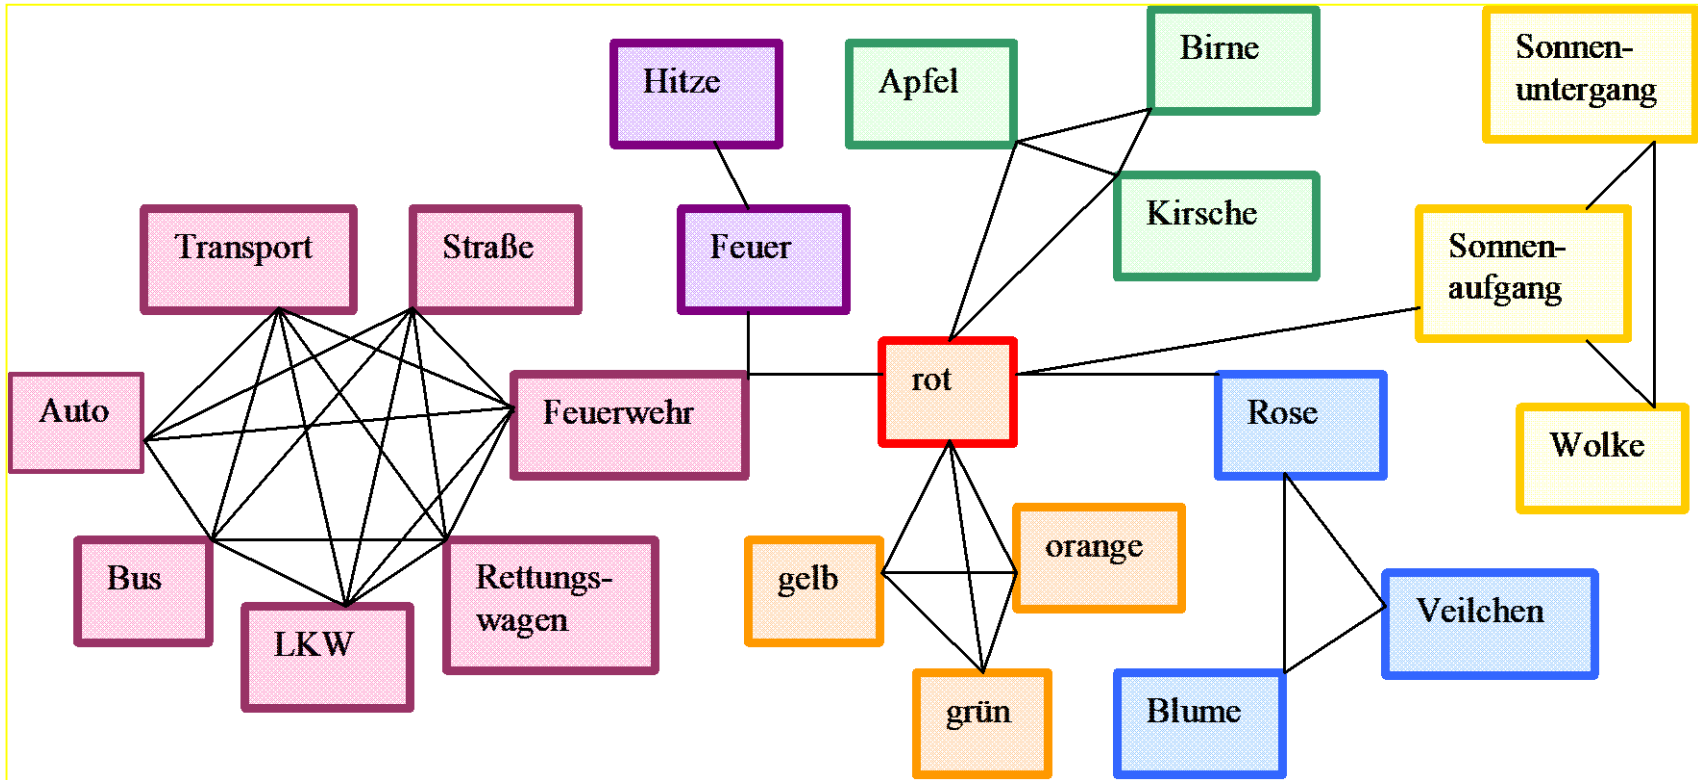 Hitze
Apfel
Birne
Sonnen-
untergang
Transport
Straße
Feuer
Kirsche
Sonnen-
aufgang
Auto
Feuerwehr
rot
Rose
Wolke
Bus
LKW
Rettungs-
wagen
gelb
orange
grün
Blume
Veilchen